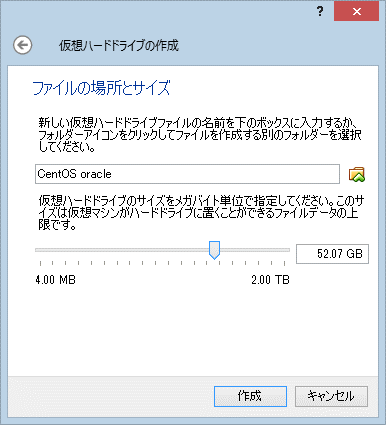 ?
仮想ハードドライブの作成
ファイルの場所とサイズ
新しい仮想ハードドライブファイルの名前を下のボックスに入力するか、
フォルダーアイコンをクリックしてファイルを作成する別のフォルダーを選択
してください。
CentOS oracle
仮想ハードドライブのサイズをメガバイト単位で指定してください。このサ
イズは仮想マシンがハードドライブに置くことができるファイルデータの上
限です。
52.07 GB
4.00 MB 2.00 TB
作成 キャンセル